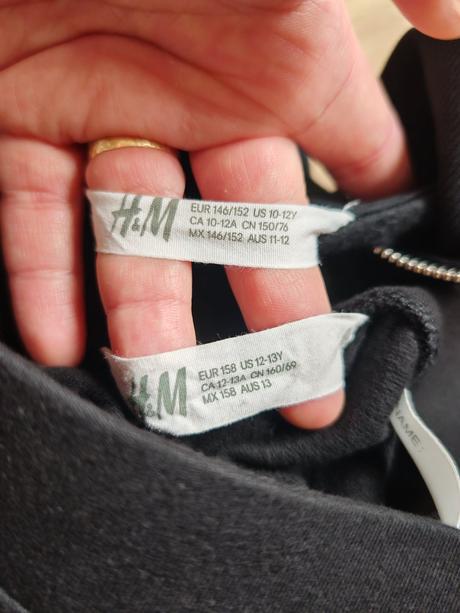 H&M
EUR 146/152 US 10-12Y
CA 10-12A CN 150/76
MX 146/152 AUS 11-12
H&M
EUR 158 US 12-13Y
CA 12-13A CN 160/69
MX 158 AUS 13
NAME: